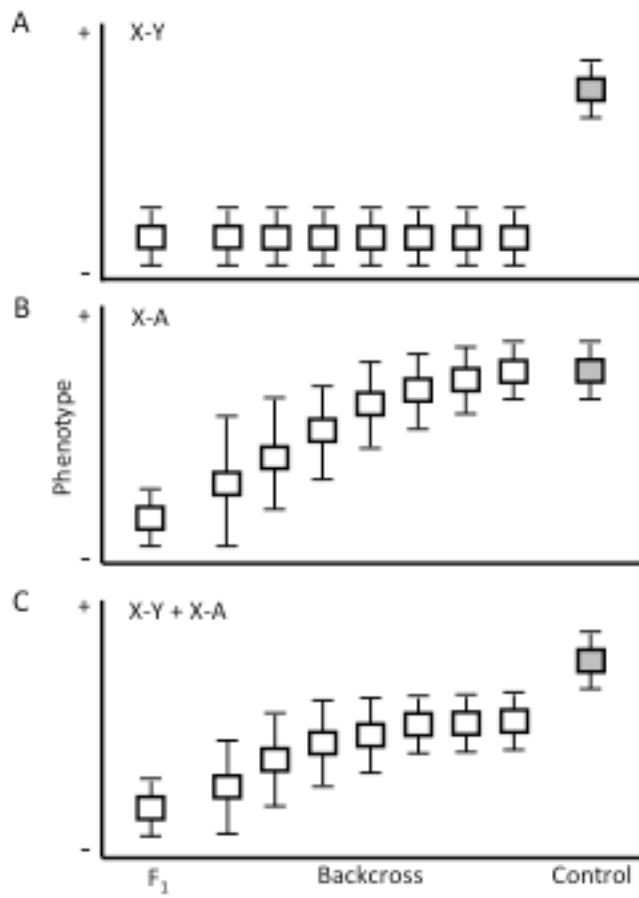 A
+
X-Y
-
B
+
X-A
Phenotype
-
C
+
X-Y + X-A
-
F1
Backcross
Control